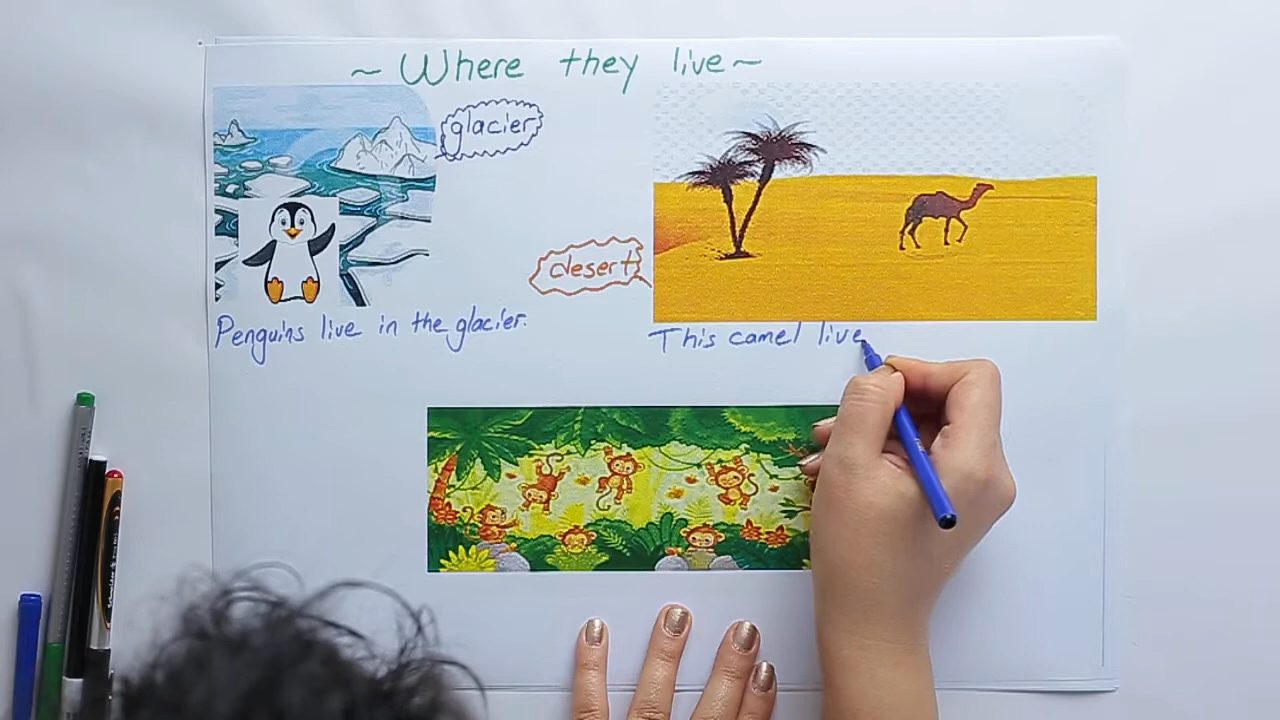 ~ Where they live ~
glacier
desert
Penguins live in the glacier.
This camel live